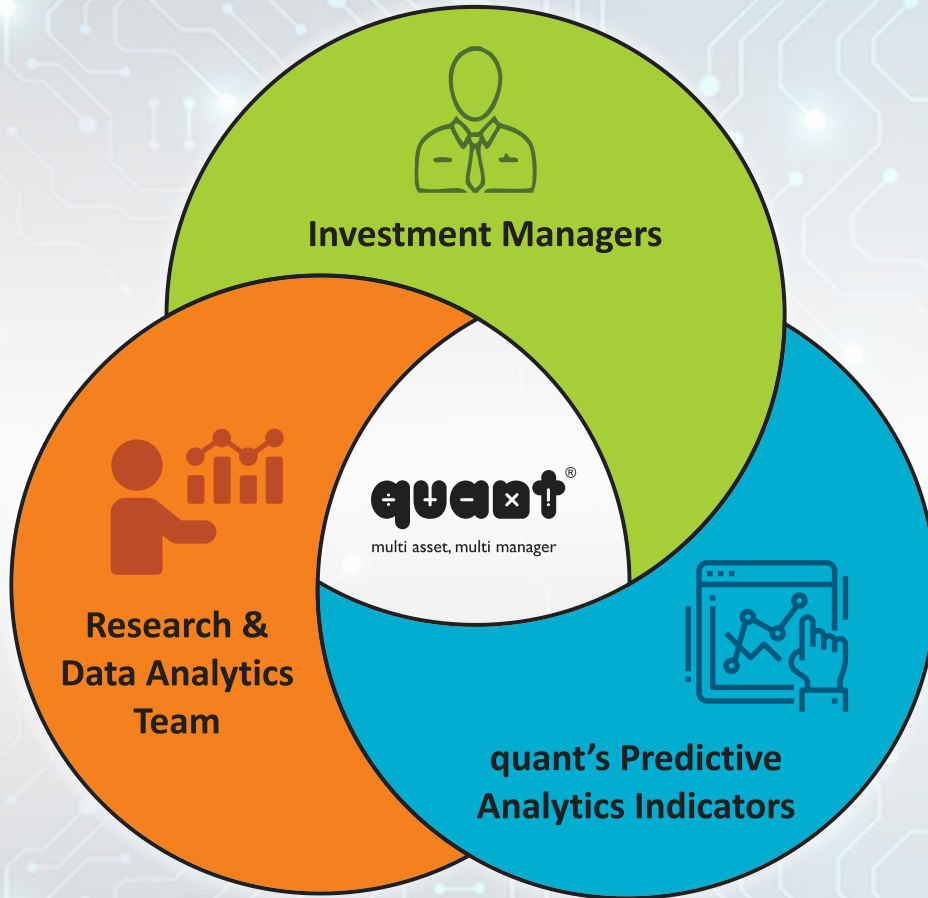 Investment Managers
quant®
multi asset, multi manager
Research &
Data Analytics
Team
quant’s Predictive
Analytics Indicators